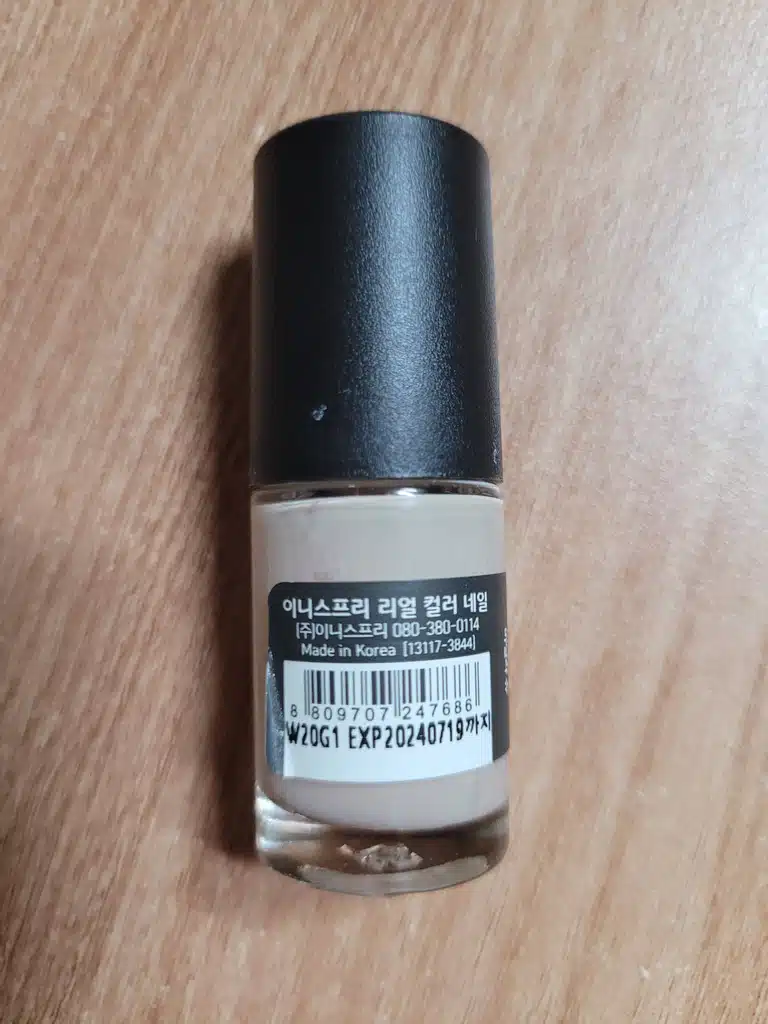 이니스프리 리얼 컬러 네일
(주)이니스프리 080-380-0114
Made in Korea [13117-3844]
8 809707 247686
W20G1 EXP20240719까지